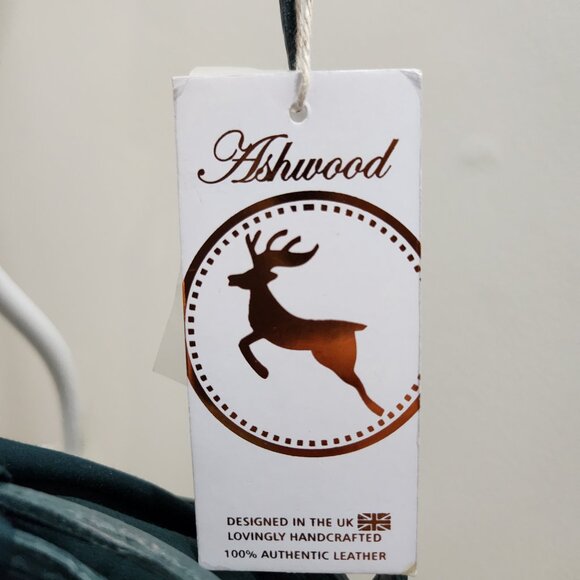 Ashwood
DESIGNED IN THE UK
LOVINGLY HANDCRAFTED
100% AUTHENTIC LEATHER